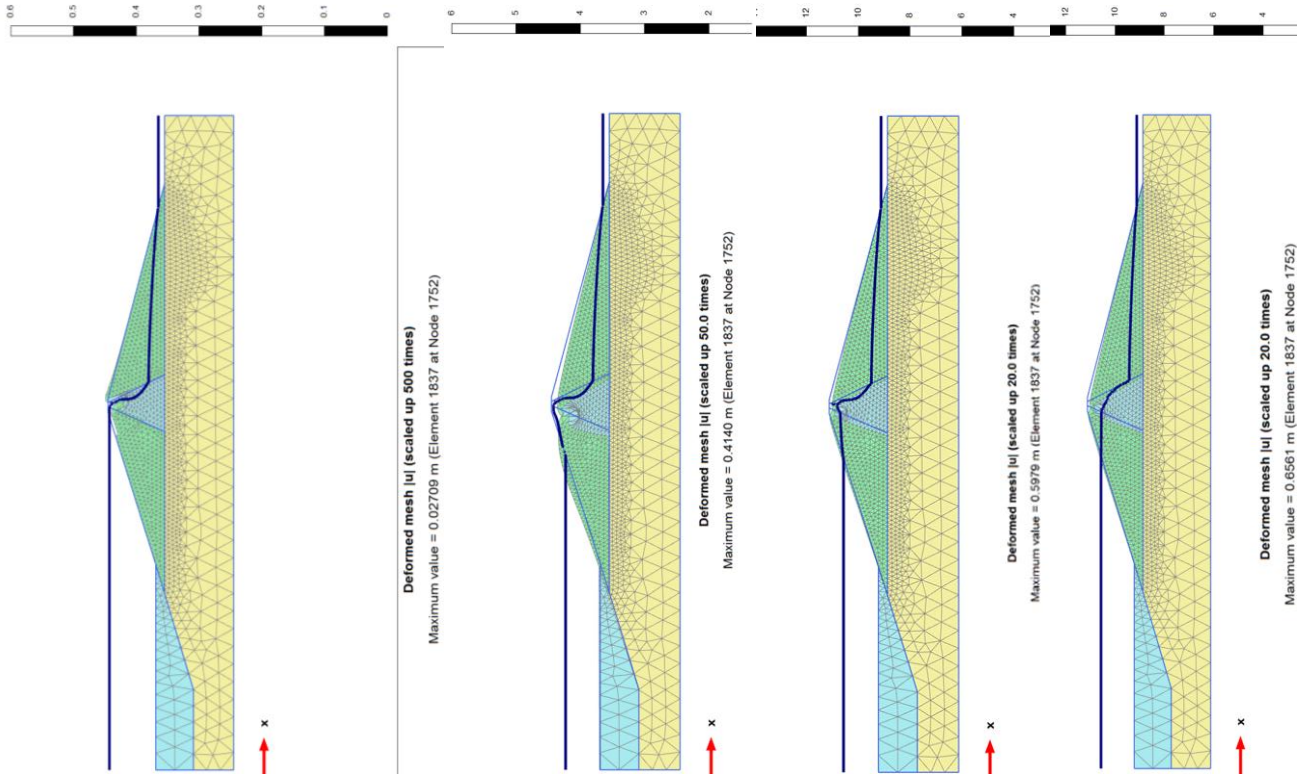 0.6
0.5
0.4
0.3
0.2
0.1
0
Deformed mesh |u| (scaled up 500 times)
Maximum value = 0.02709 m (Element 1837 at Node 1752)
x
6
5
4
3
2
Deformed mesh |u| (scaled up 50.0 times)
Maximum value = 0.4140 m (Element 1837 at Node 1752)
x
10
8
6
4
Deformed mesh |u| (scaled up 20.0 times)
Maximum value = 0.5979 m (Element 1837 at Node 1752)
x
12
10
8
6
4
Deformed mesh |u| (scaled up 20.0 times)
Maximum value = 0.6561 m (Element 1837 at Node 1752)
x